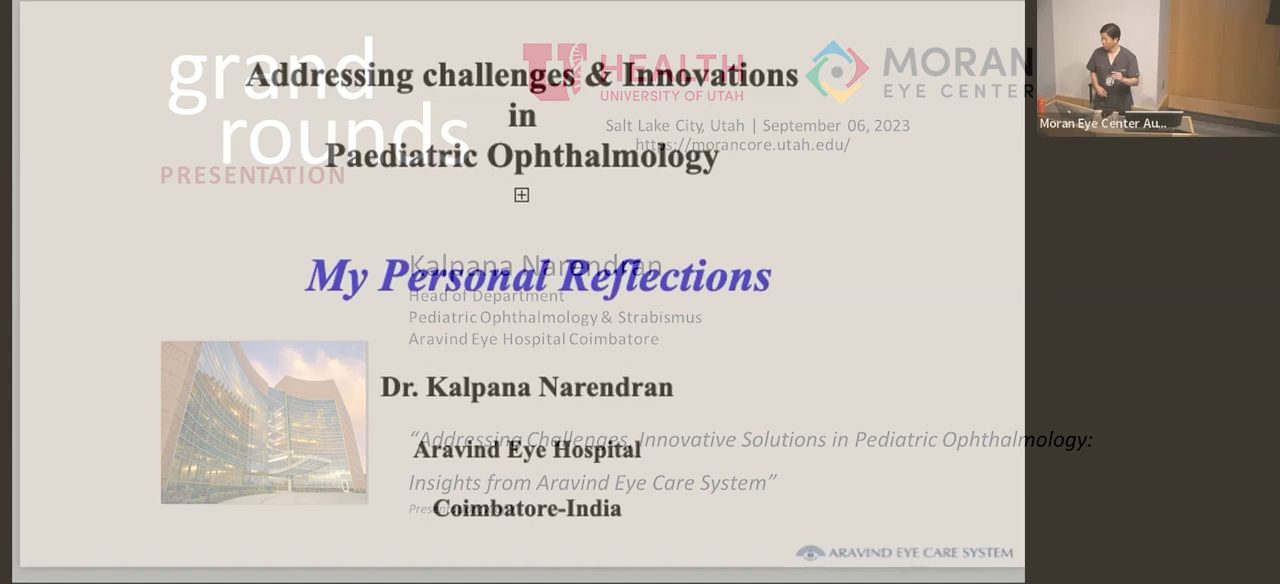 grand
rounds
PRESENTATION
U HEALTH
UNIVERSITY OF UTAH
MORAN
EYE CENTER
Salt Lake City, Utah | September 06, 2023
https://morancore.utah.edu/
Addressing challenges & Innovations
in
Paediatric Ophthalmology
My Personal Reflections
Kalpana Narendran
Head of Department
Pediatric Ophthalmology & Strabismus
Aravind Eye Hospital Coimbatore
Dr. Kalpana Narendran
Aravind Eye Hospital
Coimbatore-India
“Addressing Challenges, Innovative Solutions in Pediatric Ophthalmology:
Insights from Aravind Eye Care System”
ARAVIND EYE CARE SYSTEM
Moran Eye Center Au...